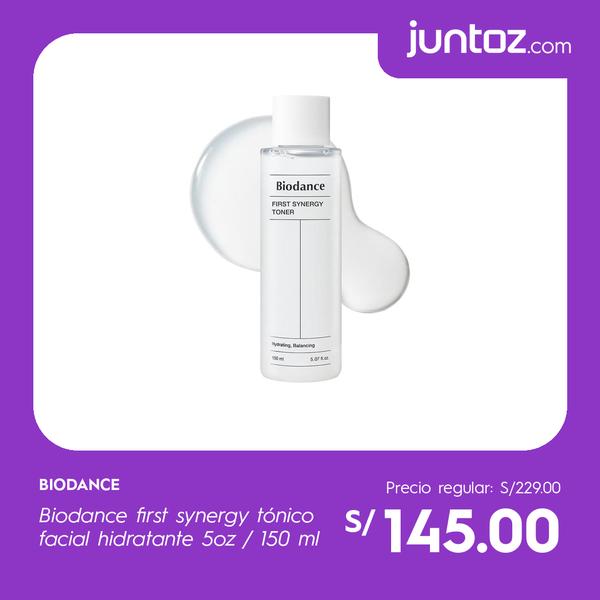 juntoz.com
Biodance
FIRST SYNERGY
TONER
Hydrating, Balancing
150 ml 5.07 fl.oz.
BIODANCE
Precio regular: S/229.00
Biodance first synergy tónico
facial hidratante 5oz / 150 ml
S/145.00